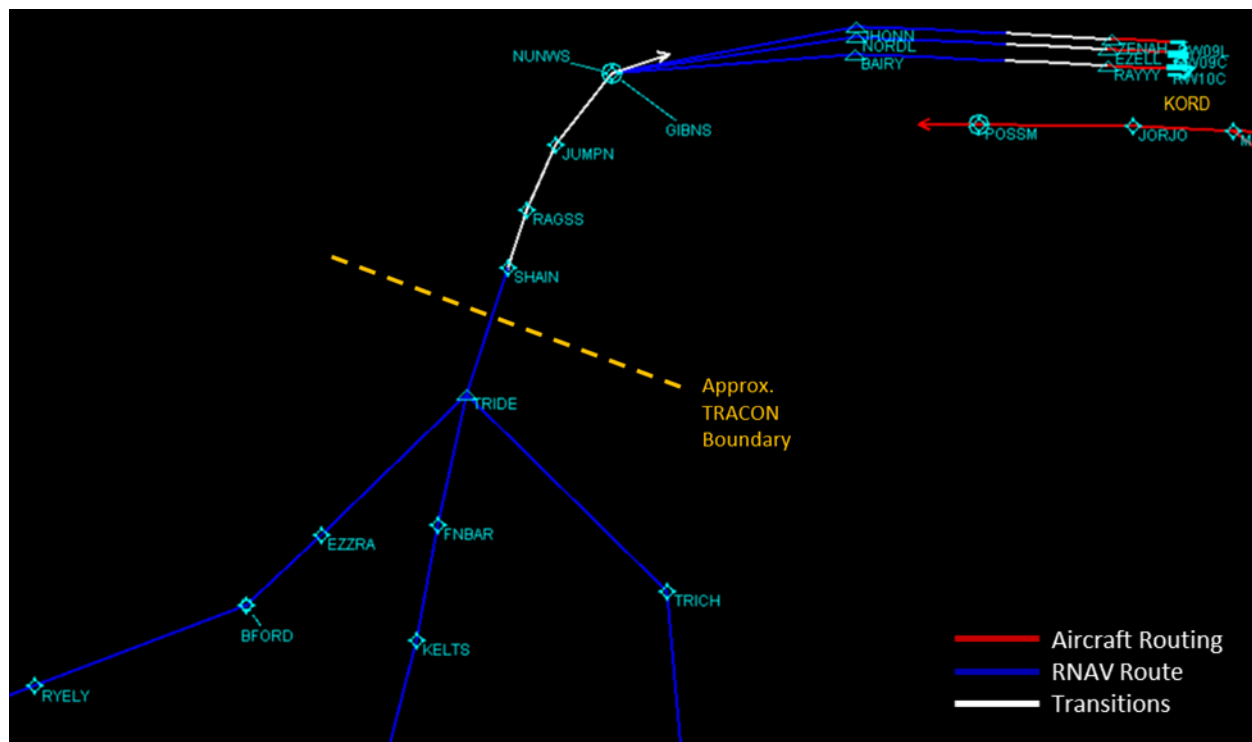 HONN
NORDL
BAIRY
ZENAH
EZELL
RAYYY
RW09L
RW09C
RW10C
NUNWS
GIBNS
KORD
POSSM
JORJO
M
JUMPN
RAGSS
SHAIN
Approx.
TRACON
Boundary
TRIDE
FNBAR
EZZRA
TRICH
BFORD
KELTS
RYELY
Aircraft Routing
RNAV Route
Transitions